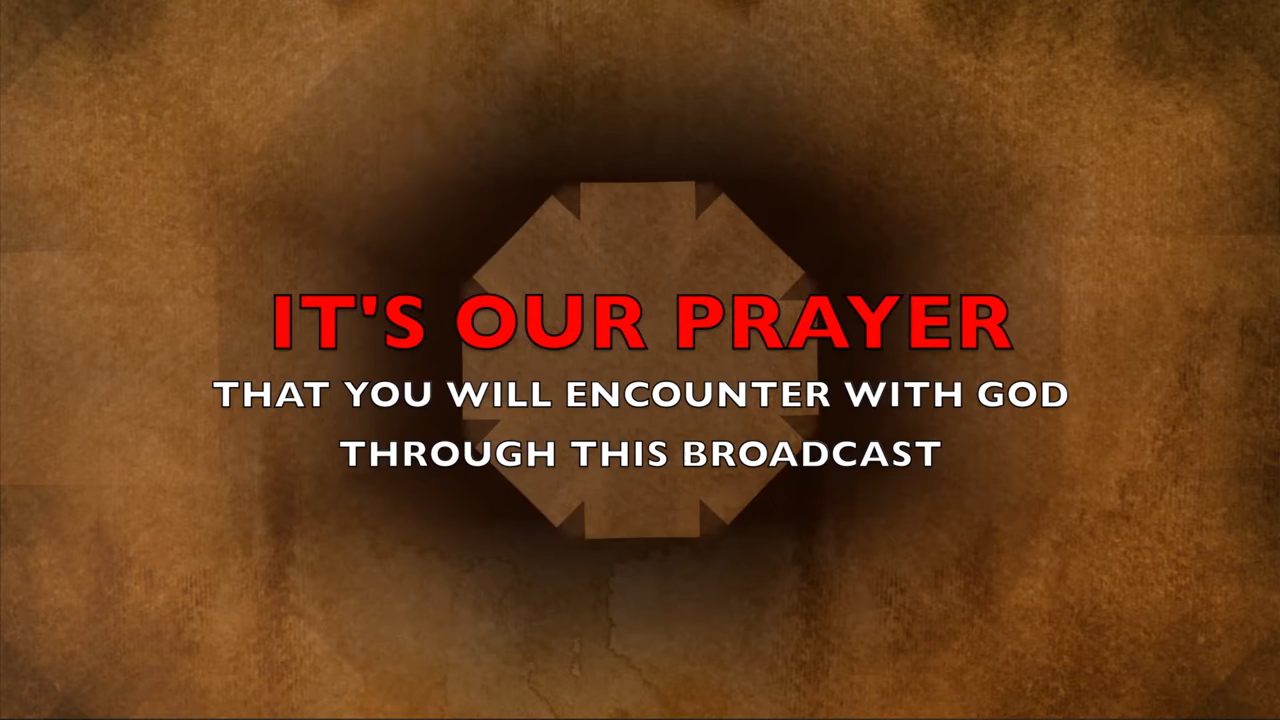 IT'S OUR PRAYER
THAT YOU WILL ENCOUNTER WITH GOD
THROUGH THIS BROADCAST